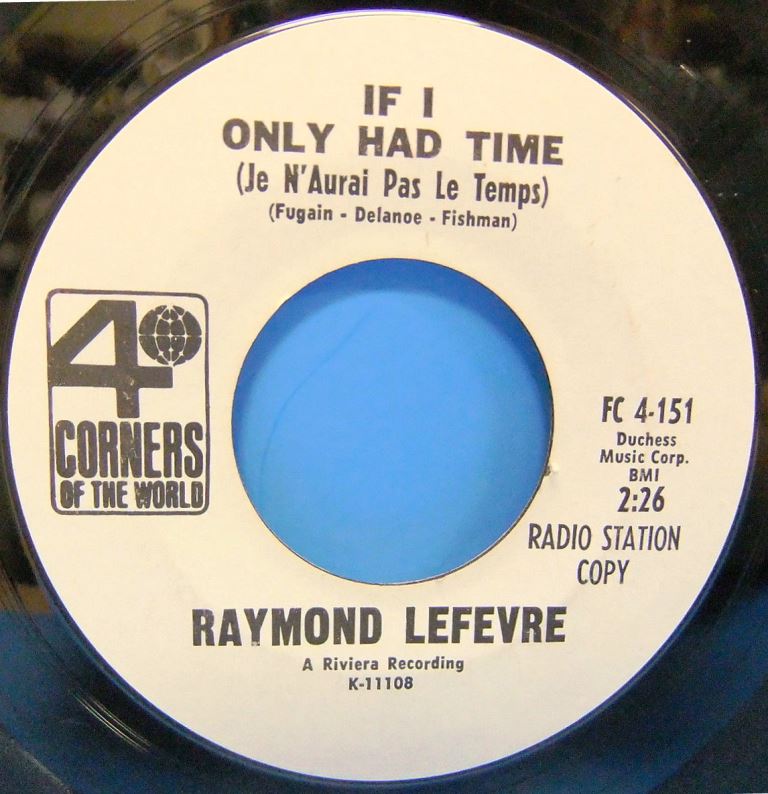 IF I
ONLY HAD TIME
(Je N'Aurai Pas Le Temps)
(Fugain - Delanoe - Fishman)
4
CORNERS
OF THE WORLD
FC 4-151
Duchess
Music Corp.
BMI
2:26
RADIO STATION
COPY
RAYMOND LEFEVRE
A Riviera Recording
K-11108